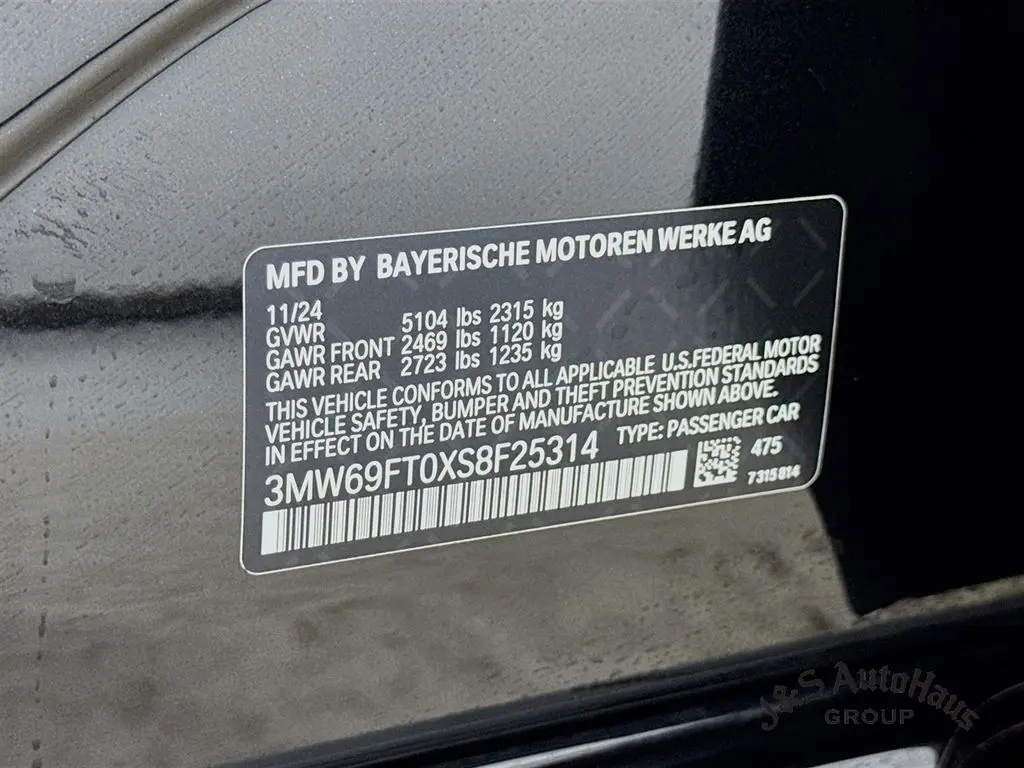 MFD BY BAYERISCHE MOTOREN WERKE AG
11/24
GVWR 5104 lbs 2315 kg
GAWR FRONT 2469 lbs 1120 kg
GAWR REAR 2723 lbs 1235 kg
THIS VEHICLE CONFORMS TO ALL APPLICABLE U.S.FEDERAL MOTOR
VEHICLE SAFETY, BUMPER AND THEFT PREVENTION STANDARDS
IN EFFECT ON THE DATE OF MANUFACTURE SHOWN ABOVE.
3MW69FT0XS8F25314 TYPE: PASSENGER CAR
475
7315814
J&S AutoHaus
GROUP